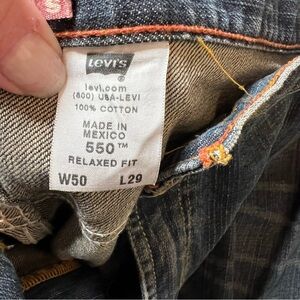 LEVI'S
levi.com
(800) USA-LEVI
100% COTTON
MADE IN
MEXICO
550™
RELAXED FIT
W50 L29